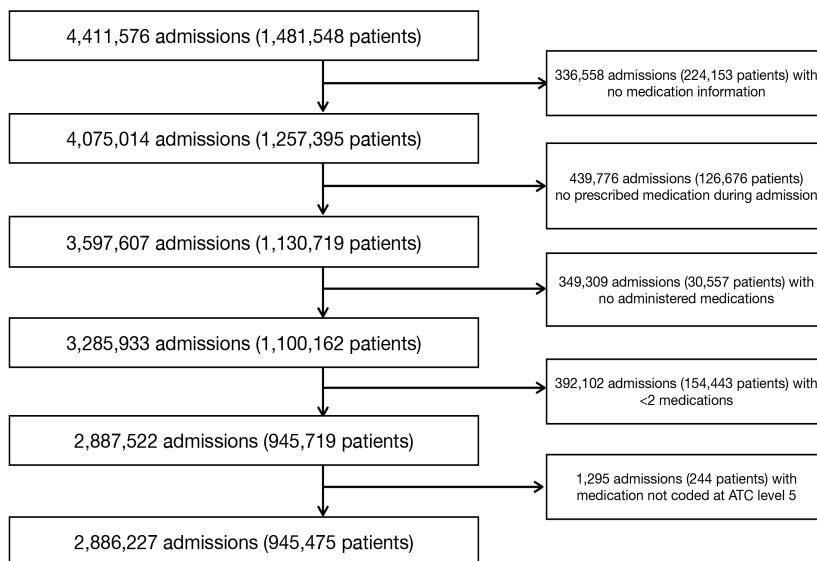 4,411,576 admissions (1,481,548 patients)
336,558 admissions (224,153 patients) with
no medication information
4,075,014 admissions (1,257,395 patients)
439,776 admissions (126,676 patients)
no prescribed medication during admission
3,597,607 admissions (1,130,719 patients)
349,309 admissions (30,557 patients) with
no administered medications
3,285,933 admissions (1,100,162 patients)
392,102 admissions (154,443 patients) with
<2 medications
2,887,522 admissions (945,719 patients)
1,295 admissions (244 patients) with
medication not coded at ATC level 5
2,886,227 admissions (945,475 patients)